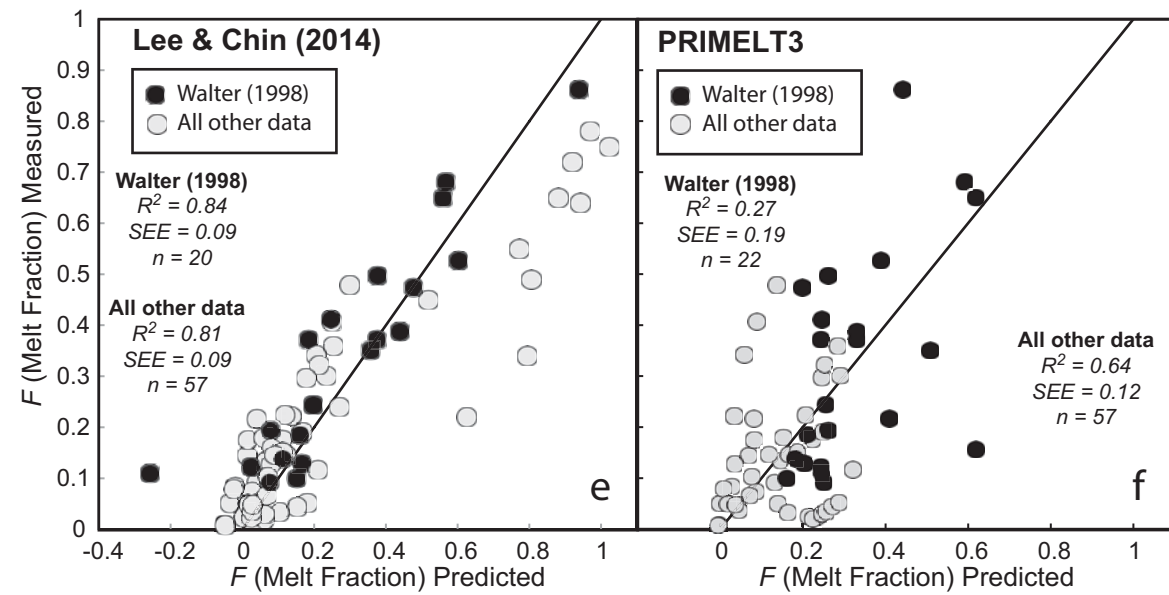 Lee & Chin (2014)
Walter (1998)
All other data
Walter (1998)
R² = 0.84
SEE = 0.09
n = 20
All other data
R² = 0.81
SEE = 0.09
n = 57
e
F (Melt Fraction) Measured
1
0.9
0.8
0.7
0.6
0.5
0.4
0.3
0.2
0.1
0
-0.4
-0.2
0
0.2
0.4
0.6
0.8
1
F (Melt Fraction) Predicted
PRIMELT3
Walter (1998)
All other data
Walter (1998)
R² = 0.27
SEE = 0.19
n = 22
All other data
R² = 0.64
SEE = 0.12
n = 57
f
0
0.2
0.4
0.6
0.8
1
F (Melt Fraction) Predicted